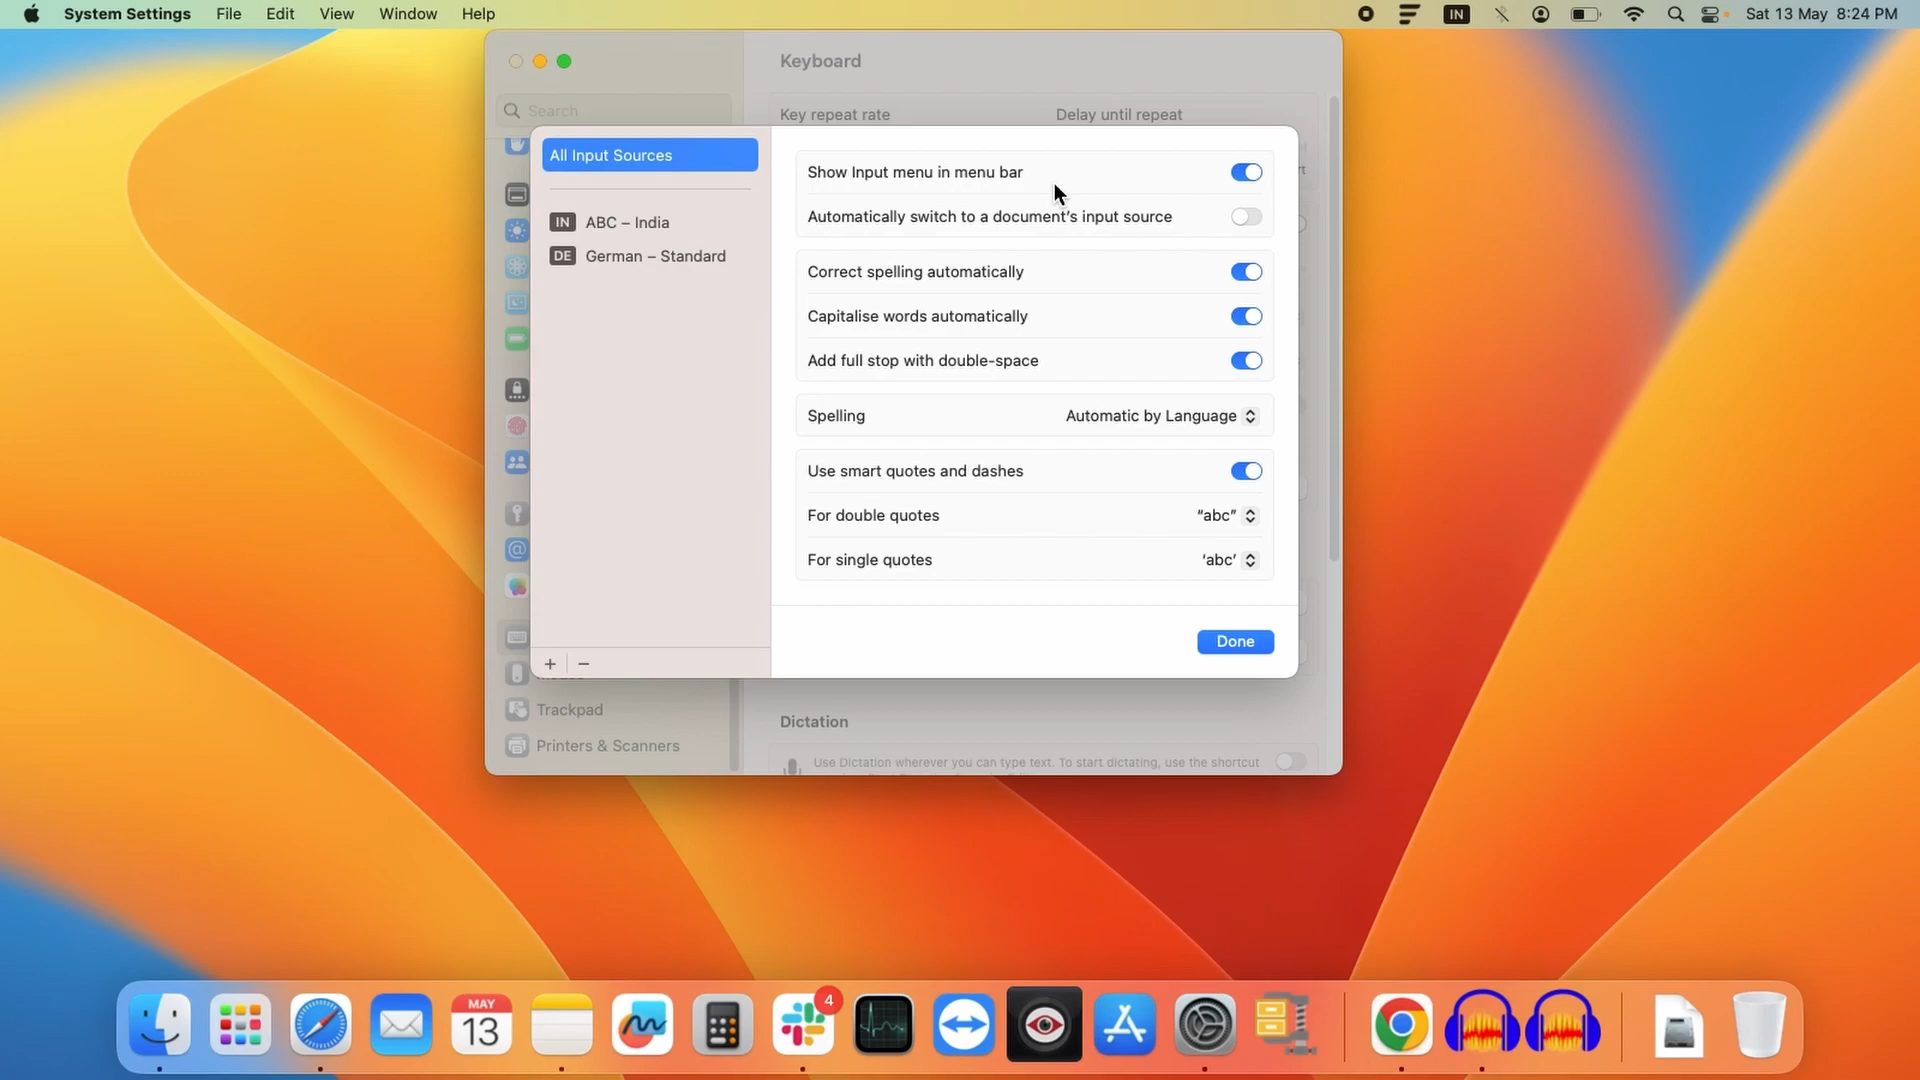 System Settings File Edit View Window Help IN Sat 13 May 8:24 PM
Keyboard
Search
Key repeat rate Delay until repeat
All Input Sources
IN ABC – India
DE German – Standard
Show Input menu in menu bar
Automatically switch to a document's input source
Correct spelling automatically
Capitalise words automatically
Add full stop with double-space
Spelling Automatic by Language
Use smart quotes and dashes
For double quotes “abc”
For single quotes ‘abc’
+ −
Done
Trackpad
Printers & Scanners
Dictation
Use Dictation wherever you can type text. To start dictating, use the shortcut
4
MAY
13